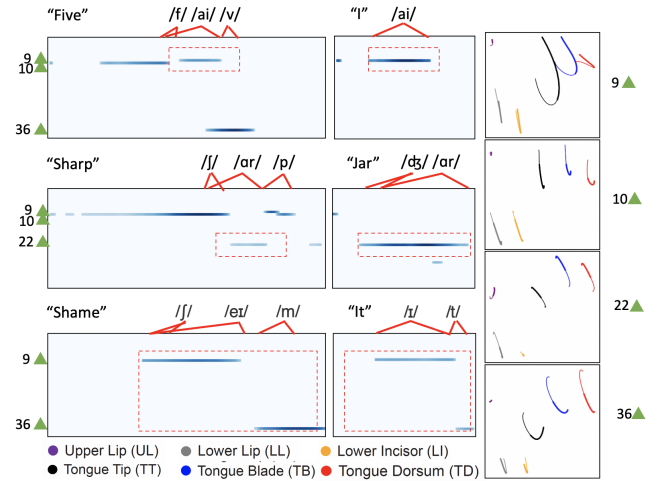 "Five" /f/ /ai/ /v/ "I" /ai/
9
10
36
9
"Sharp" /ʃ/ /ɑr/ /p/ "Jar" /ʤ/ /ɑr/
9
10
22
10
"Shame" /ʃ/ /eɪ/ /m/ "It" /ɪ/ /t/
9
36
22
36
Upper Lip (UL) Lower Lip (LL) Lower Incisor (LI)
Tongue Tip (TT) Tongue Blade (TB) Tongue Dorsum (TD)